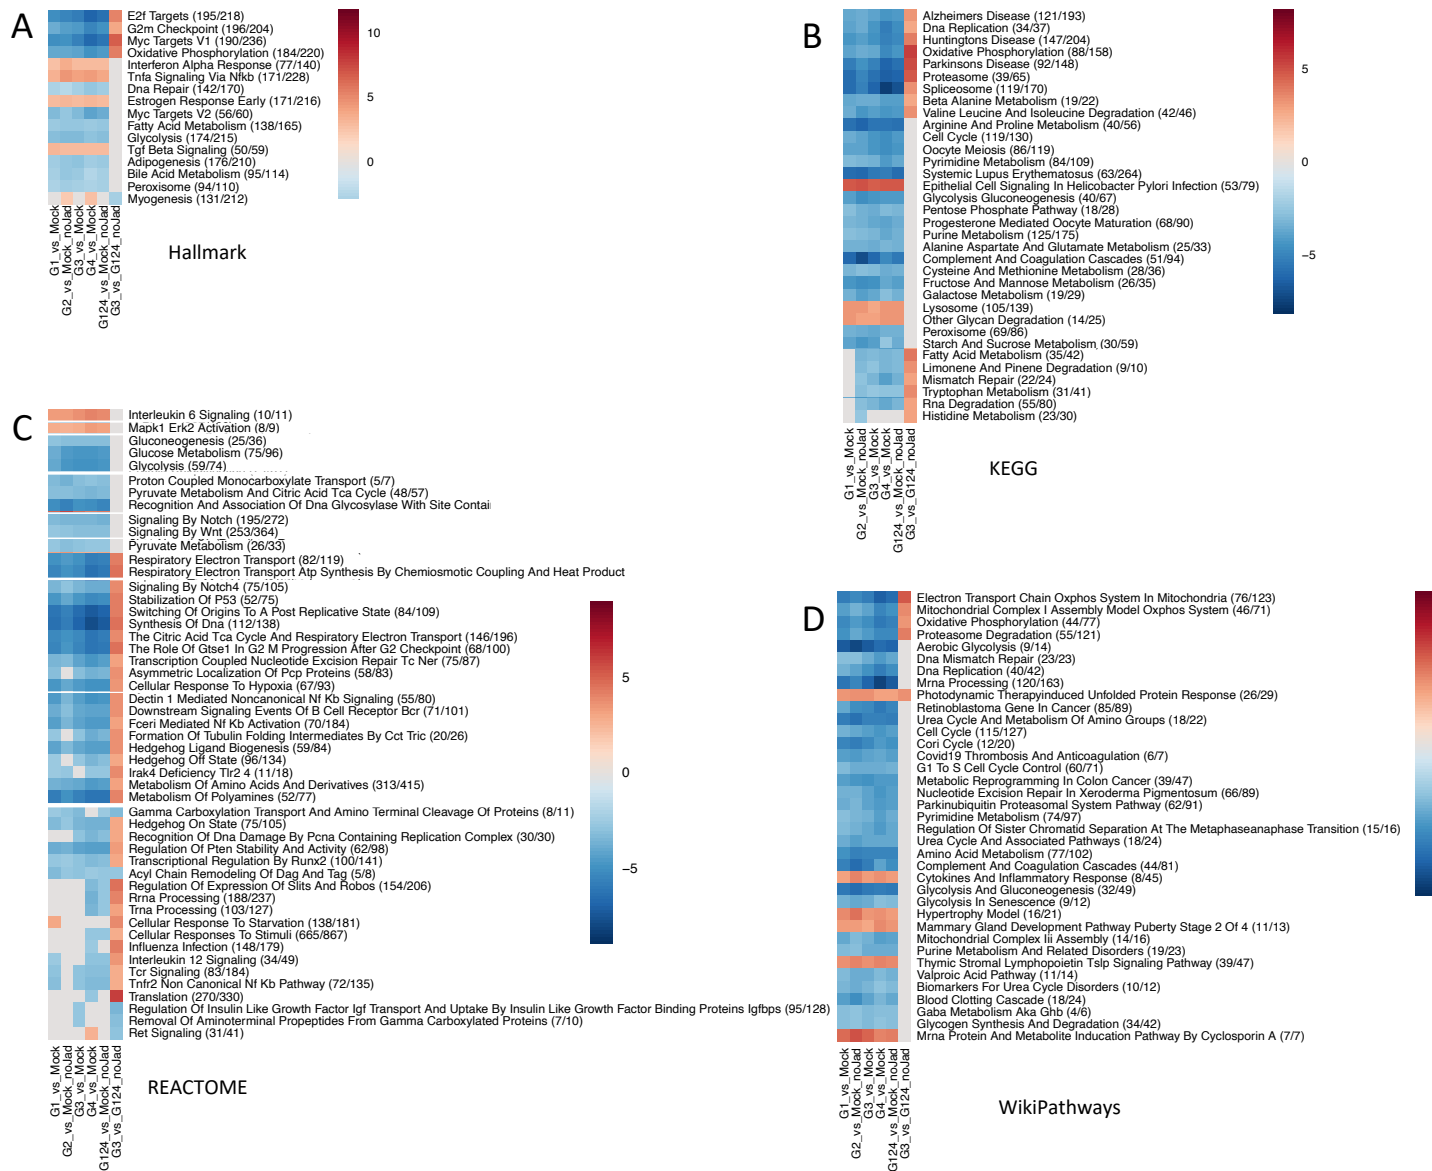 A
E2f Targets (195/218)
G2m Checkpoint (196/204)
Myc Targets V1 (190/236)
Oxidative Phosphorylation (184/220)
Interferon Alpha Response (77/140)
Tnfa Signaling Via Nfkb (171/228)
Dna Repair (142/170)
Estrogen Response Early (171/216)
Myc Targets V2 (56/60)
Fatty Acid Metabolism (138/165)
Glycolysis (174/215)
Tgf Beta Signaling (50/59)
Adipogenesis (176/210)
Bile Acid Metabolism (95/114)
Peroxisome (94/110)
Myogenesis (131/212)
10
5
0
G1_vs_Mock
G2_vs_Mock_noJad
G3_vs_Mock
G4_vs_Mock
G124_vs_Mock_noJad
G3_vs_G124_noJad
Hallmark
B
Alzheimers Disease (121/193)
Dna Replication (34/37)
Huntingtons Disease (147/204)
Oxidative Phosphorylation (88/158)
Parkinsons Disease (92/148)
Proteasome (39/65)
Spliceosome (119/170)
Beta Alanine Metabolism (19/22)
Valine Leucine And Isoleucine Degradation (42/46)
Arginine And Proline Metabolism (40/56)
Cell Cycle (119/130)
Oocyte Meiosis (86/119)
Pyrimidine Metabolism (84/109)
Systemic Lupus Erythematosus (63/264)
Epithelial Cell Signaling In Helicobacter Pylori Infection (53/79)
Glycolysis Gluconeogenesis (40/67)
Pentose Phosphate Pathway (18/28)
Progesterone Mediated Oocyte Maturation (68/90)
Purine Metabolism (125/175)
Alanine Aspartate And Glutamate Metabolism (25/33)
Complement And Coagulation Cascades (51/94)
Cysteine And Methionine Metabolism (28/36)
Fructose And Mannose Metabolism (26/35)
Galactose Metabolism (19/29)
Lysosome (105/139)
Other Glycan Degradation (14/25)
Peroxisome (69/86)
Starch And Sucrose Metabolism (30/59)
Fatty Acid Metabolism (35/42)
Limonene And Pinene Degradation (9/10)
Mismatch Repair (22/24)
Tryptophan Metabolism (31/41)
Rna Degradation (55/80)
Histidine Metabolism (23/30)
5
0
−5
G1_vs_Mock
G2_vs_Mock_noJad
G3_vs_Mock
G4_vs_Mock
G124_vs_Mock_noJad
G3_vs_G124_noJad
KEGG
C
Interleukin 6 Signaling (10/11)
Mapk1 Erk2 Activation (8/9)
Gluconeogenesis (25/36)
Glucose Metabolism (75/96)
Glycolysis (59/74)
Proton Coupled Monocarboxylate Transport (5/7)
Pyruvate Metabolism And Citric Acid Tca Cycle (48/57)
Recognition And Association Of Dna Glycosylase With Site Contai
Signaling By Notch (195/272)
Signaling By Wnt (253/364)
Pyruvate Metabolism (26/33)
Respiratory Electron Transport (82/119)
Respiratory Electron Transport Atp Synthesis By Chemiosmotic Coupling And Heat Product
Signaling By Notch4 (75/105)
Stabilization Of P53 (52/75)
Switching Of Origins To A Post Replicative State (84/109)
Synthesis Of Dna (112/138)
The Citric Acid Tca Cycle And Respiratory Electron Transport (146/196)
The Role Of Gtse1 In G2 M Progression After G2 Checkpoint (68/100)
Transcription Coupled Nucleotide Excision Repair Tc Ner (75/87)
Asymmetric Localization Of Pcp Proteins (58/83)
Cellular Response To Hypoxia (67/93)
Dectin 1 Mediated Noncanonical Nf Kb Signaling (55/80)
Downstream Signaling Events Of B Cell Receptor Bcr (71/101)
Fceri Mediated Nf Kb Activation (70/184)
Formation Of Tubulin Folding Intermediates By Cct Tric (20/26)
Hedgehog Ligand Biogenesis (59/84)
Hedgehog Off State (96/134)
Irak4 Deficiency Tlr2 4 (11/18)
Metabolism Of Amino Acids And Derivatives (313/415)
Metabolism Of Polyamines (52/77)
Gamma Carboxylation Transport And Amino Terminal Cleavage Of Proteins (8/11)
Hedgehog On State (75/105)
Recognition Of Dna Damage By Pcna Containing Replication Complex (30/30)
Regulation Of Pten Stability And Activity (62/98)
Transcriptional Regulation By Runx2 (100/141)
Acyl Chain Remodeling Of Dag And Tag (5/8)
Regulation Of Expression Of Slits And Robos (154/206)
Rrna Processing (188/237)
Trna Processing (103/127)
Cellular Response To Starvation (138/181)
Cellular Responses To Stimuli (665/867)
Influenza Infection (148/179)
Interleukin 12 Signaling (34/49)
Tcr Signaling (83/184)
Tnfr2 Non Canonical Nf Kb Pathway (72/135)
Translation (270/330)
Regulation Of Insulin Like Growth Factor Igf Transport And Uptake By Insulin Like Growth Factor Binding Proteins Igfbps (95/128)
Removal Of Aminoterminal Propeptides From Gamma Carboxylated Proteins (7/10)
Ret Signaling (31/41)
5
0
−5
G1_vs_Mock
G2_vs_Mock_noJad
G3_vs_Mock
G4_vs_Mock
G124_vs_Mock_noJad
G3_vs_G124_noJad
REACTOME
D
Electron Transport Chain Oxphos System In Mitochondria (76/123)
Mitochondrial Complex I Assembly Model Oxphos System (46/71)
Oxidative Phosphorylation (44/77)
Proteasome Degradation (55/121)
Aerobic Glycolysis (9/14)
Dna Mismatch Repair (23/23)
Dna Replication (40/42)
Mrna Processing (120/163)
Photodynamic Therapyinduced Unfolded Protein Response (26/29)
Retinoblastoma Gene In Cancer (85/89)
Urea Cycle And Metabolism Of Amino Groups (18/22)
Cell Cycle (115/127)
Cori Cycle (12/20)
Covid19 Thrombosis And Anticoagulation (6/7)
G1 To S Cell Cycle Control (60/71)
Metabolic Reprogramming In Colon Cancer (39/47)
Nucleotide Excision Repair In Xeroderma Pigmentosum (66/89)
Parkinubiquitin Proteasomal System Pathway (62/91)
Pyrimidine Metabolism (74/97)
Regulation Of Sister Chromatid Separation At The Metaphaseanaphase Transition (15/16)
Urea Cycle And Associated Pathways (18/24)
Amino Acid Metabolism (77/102)
Complement And Coagulation Cascades (44/81)
Cytokines And Inflammatory Response (8/45)
Glycolysis And Gluconeogenesis (32/49)
Glycolysis In Senescence (9/12)
Hypertrophy Model (16/21)
Mammary Gland Development Pathway Puberty Stage 2 Of 4 (11/13)
Mitochondrial Complex Iii Assembly (14/16)
Purine Metabolism And Related Disorders (19/23)
Thymic Stromal Lymphopoietin Tslp Signaling Pathway (39/47)
Valproic Acid Pathway (11/14)
Biomarkers For Urea Cycle Disorders (10/12)
Blood Clotting Cascade (18/24)
Gaba Metabolism Aka Ghb (4/6)
Glycogen Synthesis And Degradation (34/42)
Mrna Protein And Metabolite Inducation Pathway By Cyclosporin A (7/7)
G1_vs_Mock
G2_vs_Mock_noJad
G3_vs_Mock
G4_vs_Mock
G124_vs_Mock_noJad
G3_vs_G124_noJad
WikiPathways